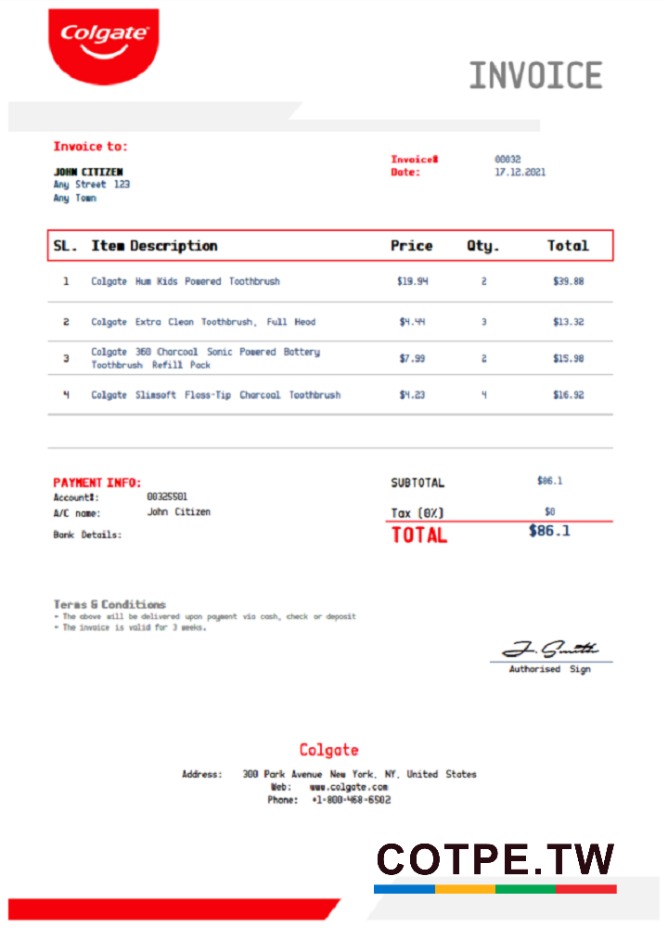 Colgate
INVOICE
Invoice to:
JOHN CITIZEN
Any Street 123
Any Town
Invoice# 00032
Date: 17.12.2021
SL. Item Description Price Qty. Total
1 Colgate Hum Kids Powered Toothbrush $19.94 2 $39.88
2 Colgate Extra Clean Toothbrush, Full Head $4.44 3 $13.32
3 Colgate 360 Charcoal Sonic Powered Battery
Toothbrush Refill Pack $7.99 2 $15.98
4 Colgate Slimsoft Floss-Tip Charcoal Toothbrush $4.23 4 $16.92
PAYMENT INFO:
Account#: 00325501
A/C name: John Citizen
Bank Details:
SUBTOTAL $86.1
Tax (0%) $0
TOTAL $86.1
Terms & Conditions
- The above will be delivered upon payment via cash, check or deposit
- The invoice is valid for 3 weeks.
J. Smith
Authorised Sign
Colgate
Address: 300 Park Avenue New York, NY, United States
Web: www.colgate.com
Phone: +1-800-468-6502
COTPE.TW